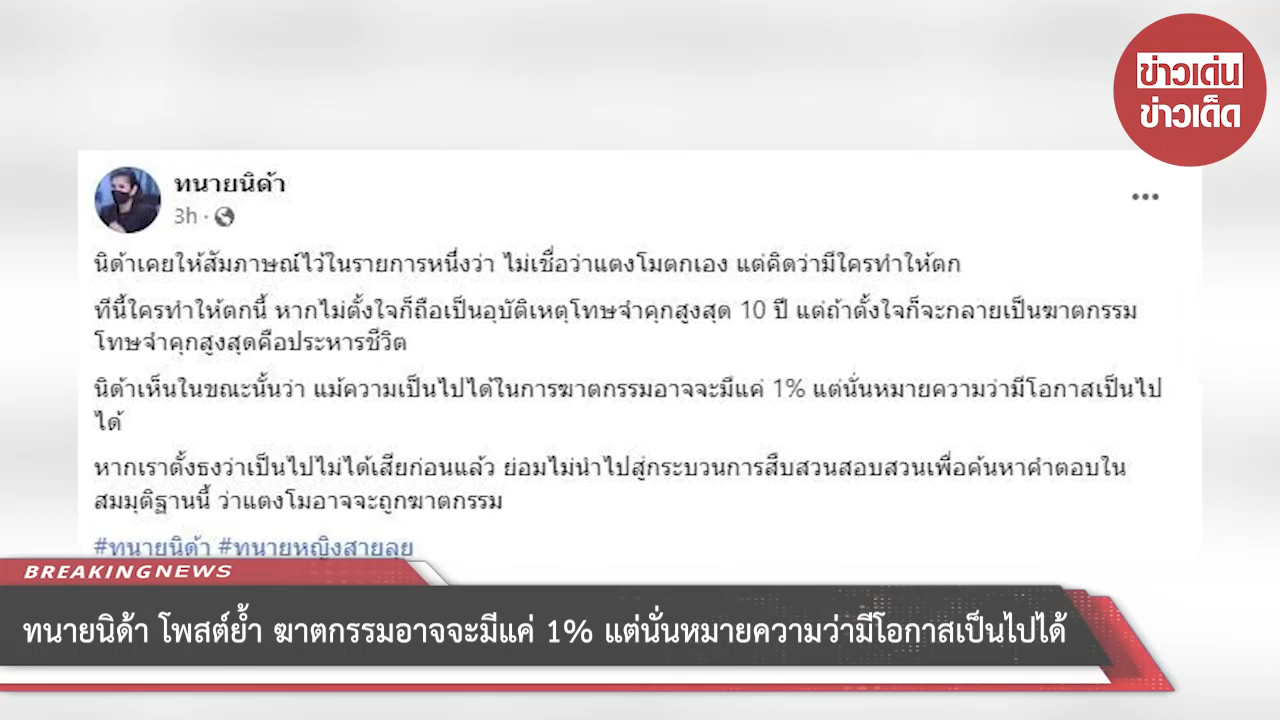 ข่าวเด่น
ข่าวเด็ด
ทนายนิด้า
3h ·
นิด้าเคยให้สัมภาษณ์ไว้ในรายการหนึ่งว่า ไม่เชื่อว่าแตงโมตกเอง แต่คิดว่ามีใครทำให้ตก
ทีนี้ใครทำให้ตกนี้ หากไม่ตั้งใจก็ถือเป็นอุบัติเหตุโทษจำคุกสูงสุด 10 ปี แต่ถ้าตั้งใจก็จะกลายเป็นฆาตกรรม
โทษจำคุกสูงสุดคือประหารชีวิต
นิด้าเห็นในขณะนั้นว่า แม้ความเป็นไปได้ในการฆาตกรรมอาจจะมีแค่ 1% แต่นั่นหมายความว่ามีโอกาสเป็นไป
ได้
หากเราตั้งธงว่าเป็นไปไม่ได้เสียก่อนแล้ว ย่อมไม่นำไปสู่กระบวนการสืบสวนสอบสวนเพื่อค้นหาคำตอบใน
สมมุติฐานนี้ ว่าแตงโมอาจจะถูกฆาตกรรม
#ทนายนิด้า #ทนายหญิงสายลุย
BREAKINGNEWS
ทนายนิด้า โพสต์ย้ำ ฆาตกรรมอาจจะมีแค่ 1% แต่นั่นหมายความว่ามีโอกาสเป็นไปได้